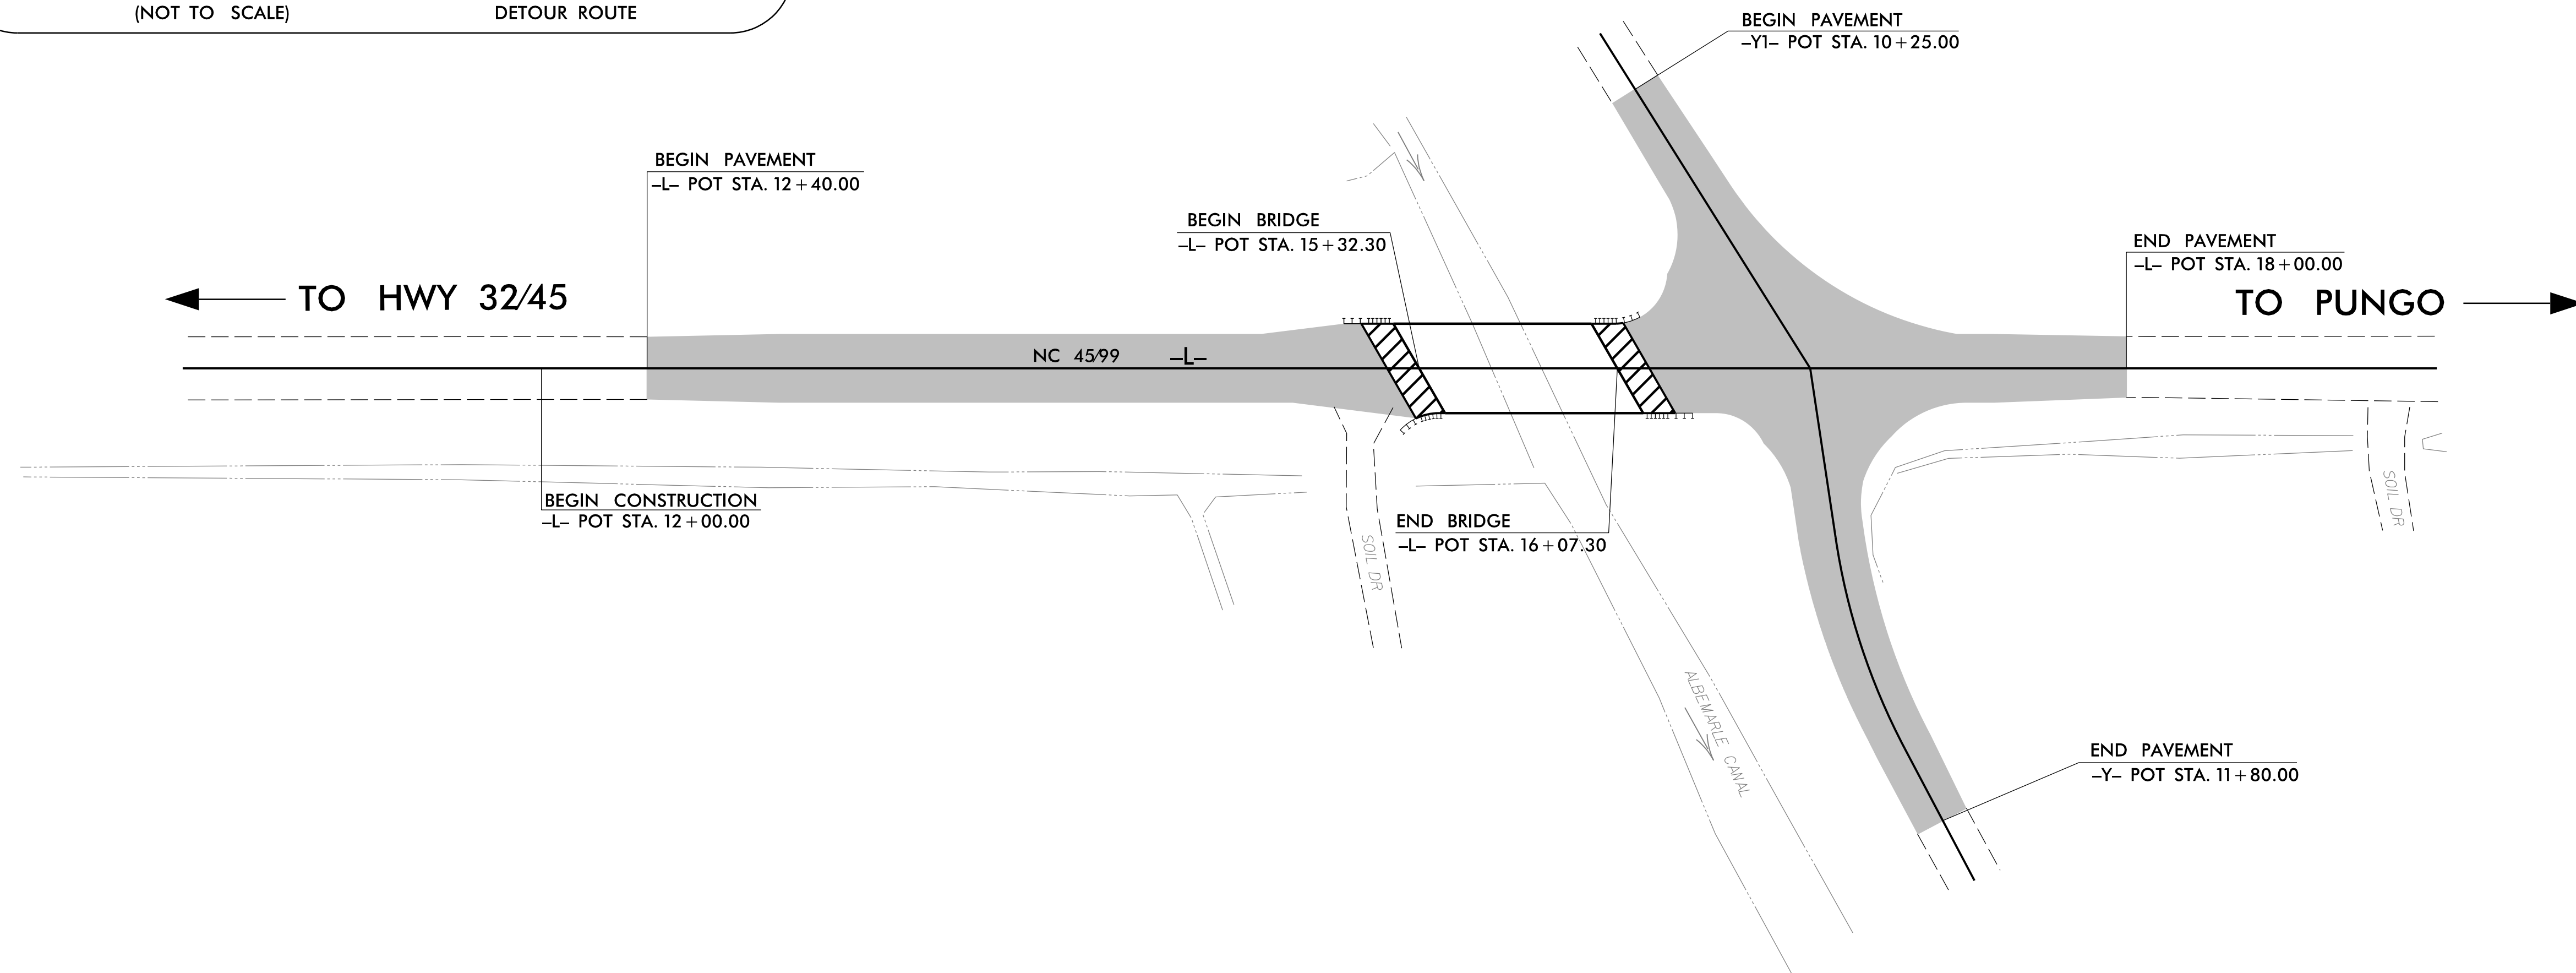 (NOT TO SCALE)
DETOUR ROUTE
BEGIN PAVEMENT
–Y1– POT STA. 10+25.00
BEGIN PAVEMENT
–L– POT STA. 12+40.00
BEGIN BRIDGE
–L– POT STA. 15+32.30
END PAVEMENT
–L– POT STA. 18+00.00
TO HWY 32/45
TO PUNGO
NC 45/99 –L–
BEGIN CONSTRUCTION
–L– POT STA. 12+00.00
END BRIDGE
–L– POT STA. 16+07.30
SOIL DR
SOIL DR
ALBEMARLE CANAL
END PAVEMENT
–Y– POT STA. 11+80.00